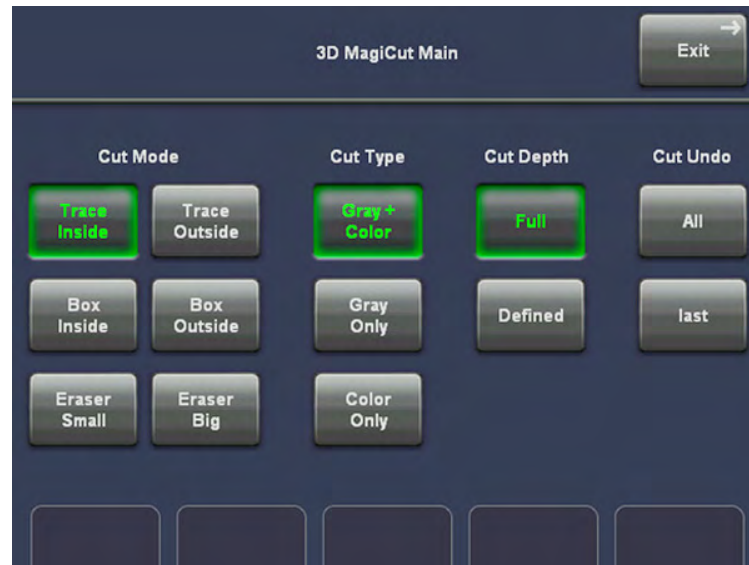 3D MagiCut Main
Exit
Cut Mode
Cut Type
Cut Depth
Cut Undo
Trace
Inside
Trace
Outside
Gray +
Color
Full
All
Box
Inside
Box
Outside
Gray
Only
Defined
last
Eraser
Small
Eraser
Big
Color
Only